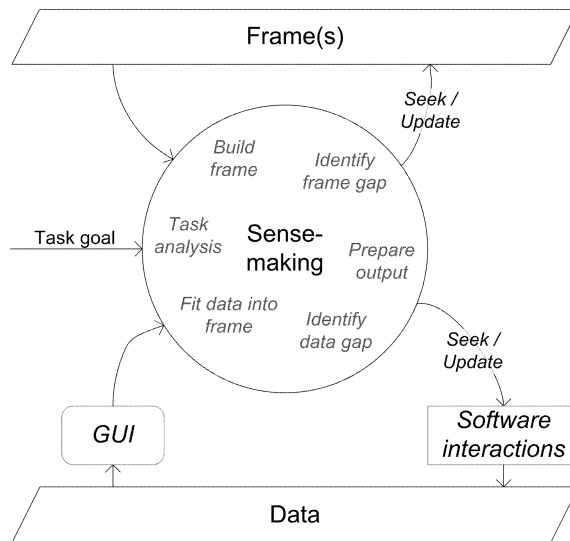 Frame(s)
Seek /
Update
Build
frame
Identify
frame gap
Task goal
Task
analysis
Sense-
making
Prepare
output
Fit data into
frame
Identify
data gap
Seek /
Update
GUI
Software
interactions
Data